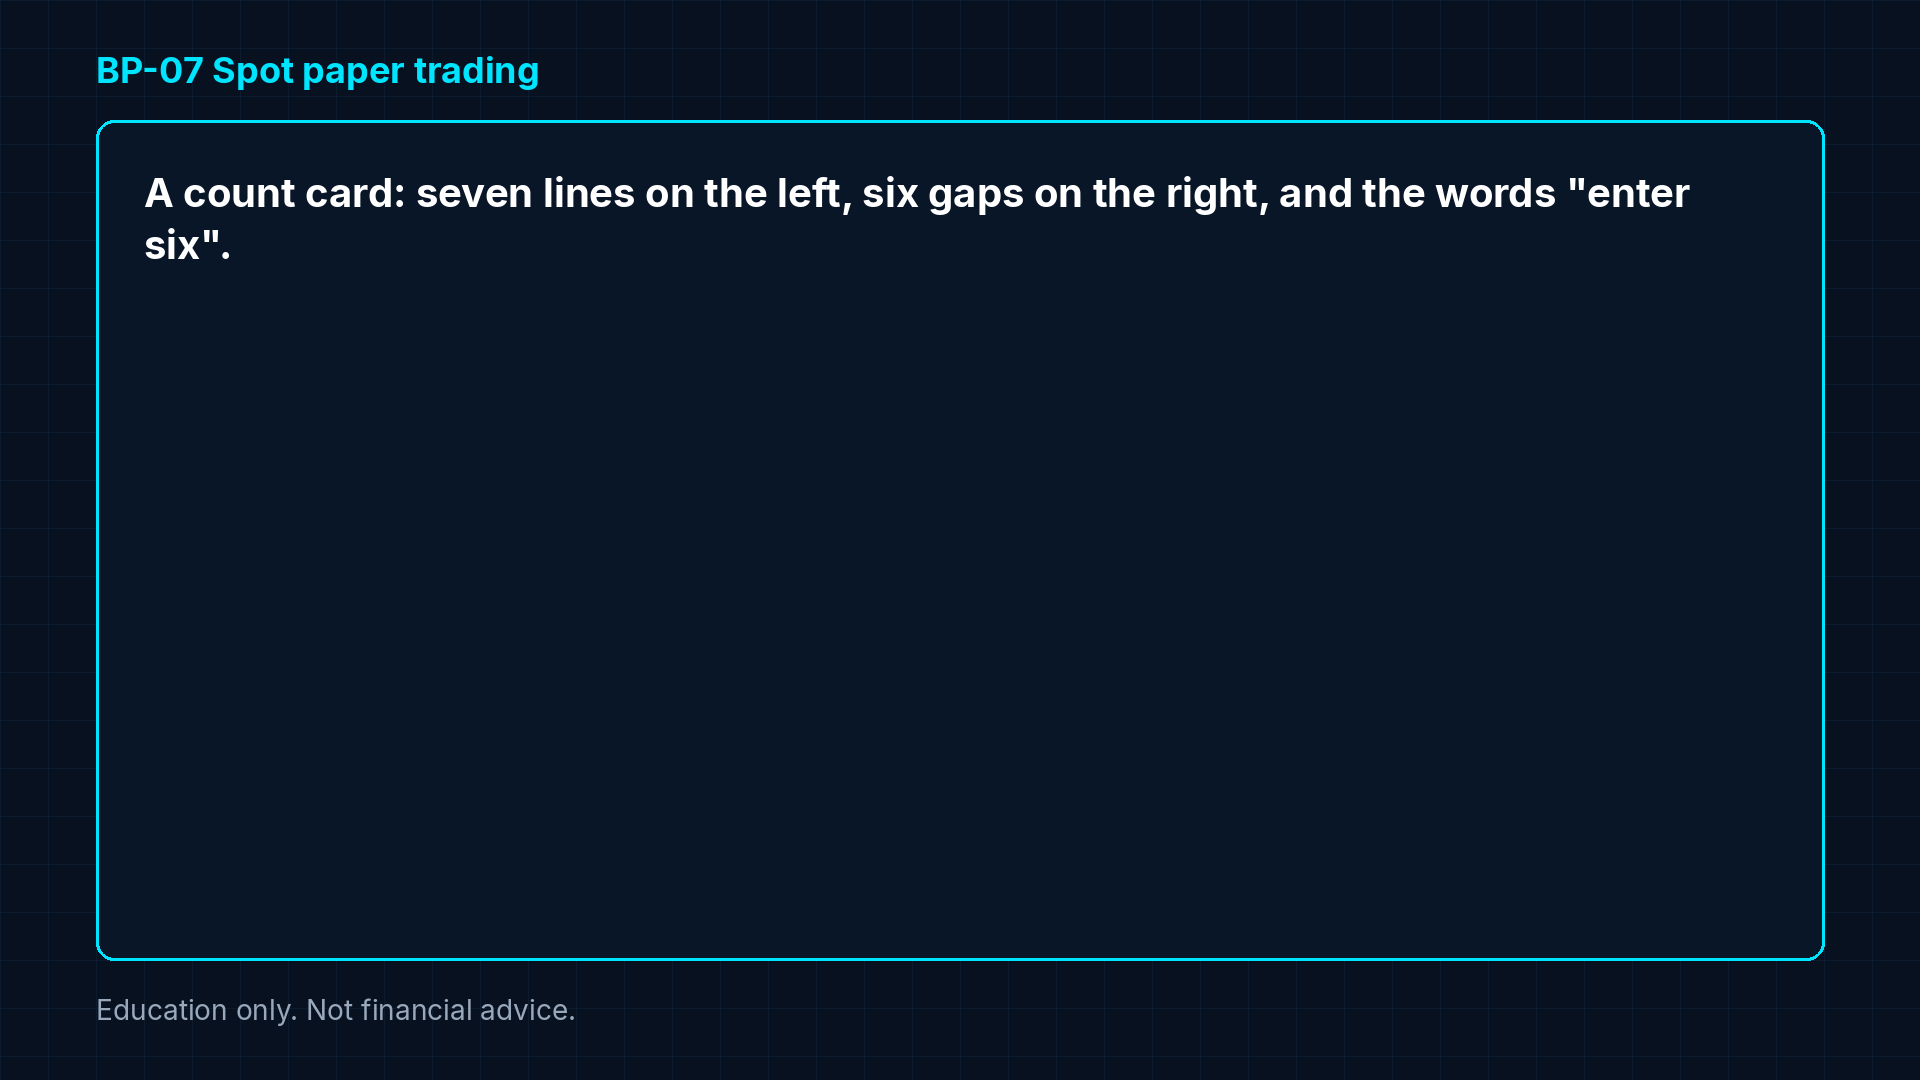 BP-07 Spot paper trading
A count card: seven lines on the left, six gaps on the right, and the words "enter
six".
Education only. Not financial advice.